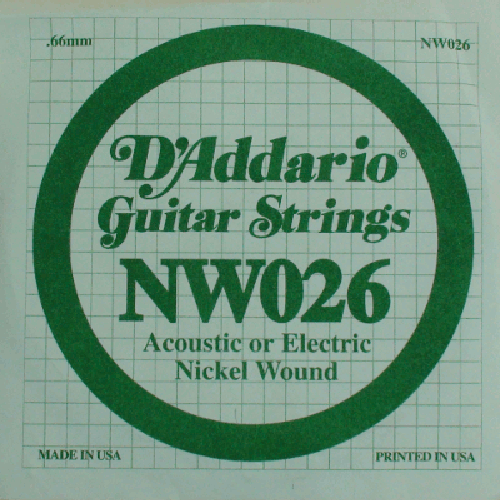 .66mm NW026
D'Addario®
Guitar Strings
NW026
Acoustic or Electric
Nickel Wound
MADE IN USA PRINTED IN USA